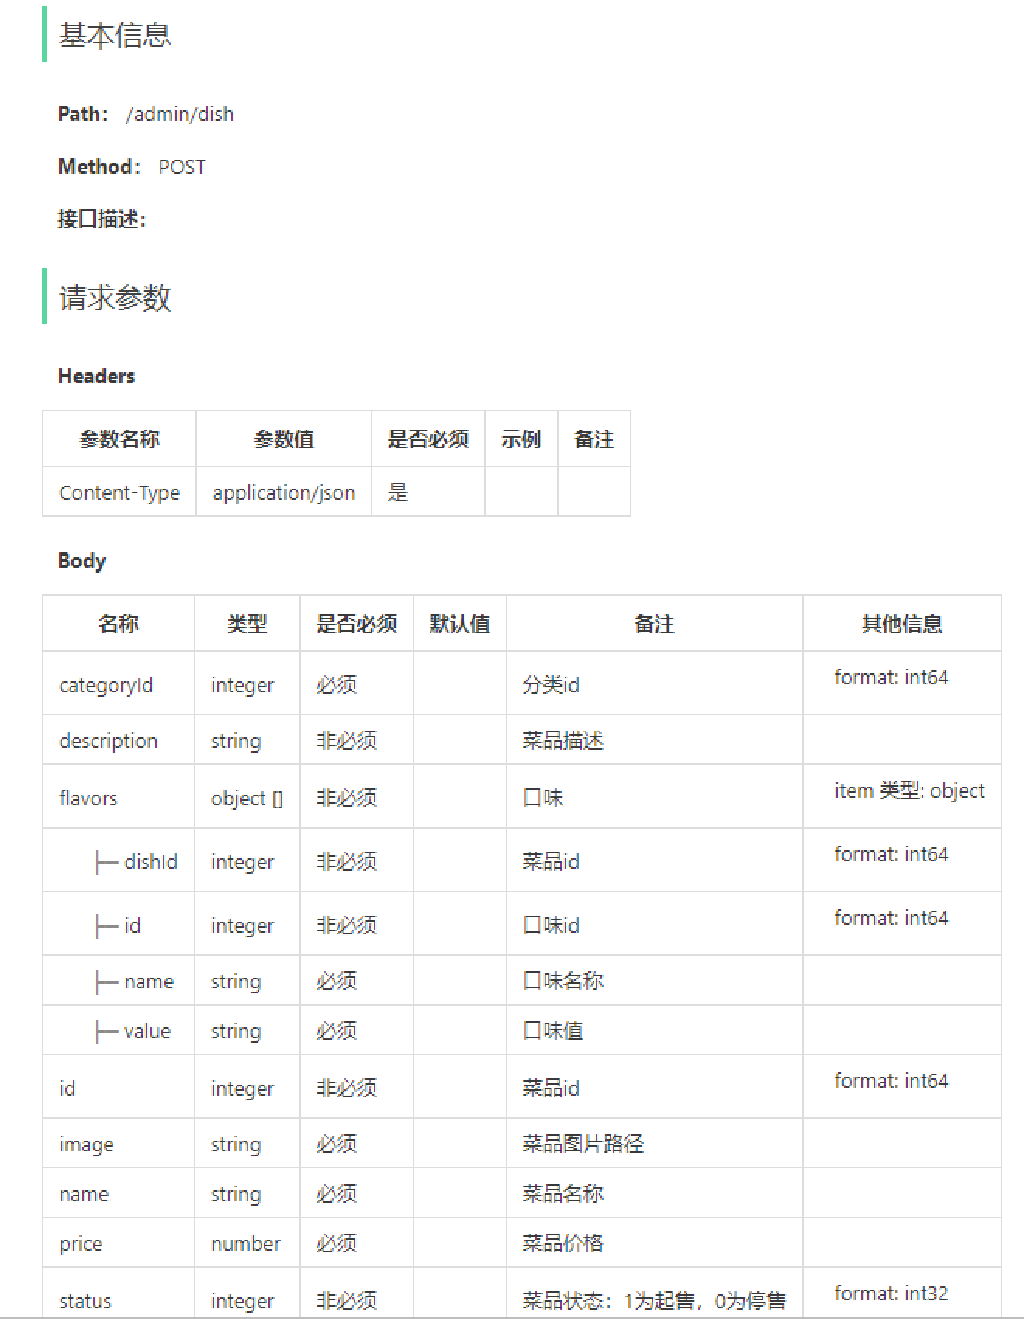 基本信息
Path: /admin/dish
Method: POST
接口描述:
请求参数
Headers
参数名称 参数值 是否必须 示例 备注
Content-Type application/json 是
Body
名称 类型 是否必须 默认值 备注 其他信息
categoryId integer 必须 分类id format: int64
description string 非必须 菜品描述
flavors object [] 非必须 口味 item 类型: object
├─ dishId integer 非必须 菜品id format: int64
├─ id integer 非必须 口味id format: int64
├─ name string 必须 口味名称
├─ value string 必须 口味值
id integer 非必须 菜品id format: int64
image string 必须 菜品图片路径
name string 必须 菜品名称
price number 必须 菜品价格
status integer 非必须 菜品状态：1为起售，0为停售 format: int32